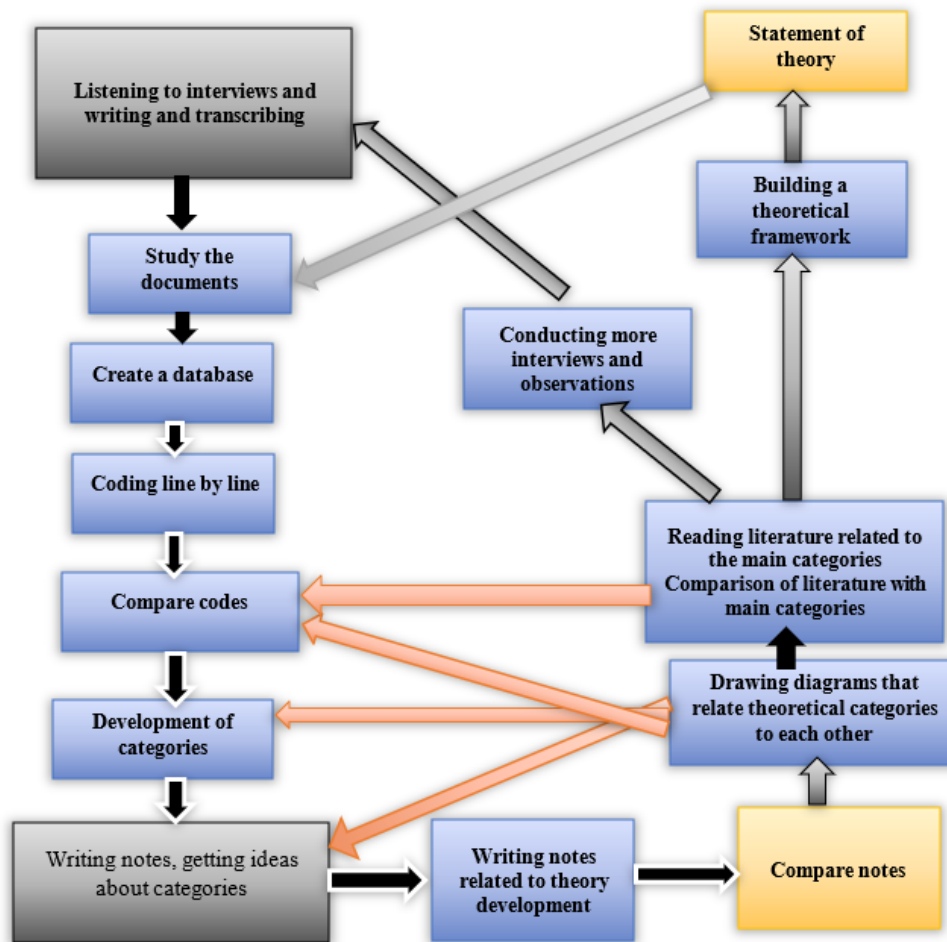 Listening to interviews and
writing and transcribing
Study the
documents
Create a database
Coding line by line
Compare codes
Development of
categories
Writing notes, getting ideas
about categories
Writing notes
related to theory
development
Compare notes
Drawing diagrams that
relate theoretical categories
to each other
Reading literature related to
the main categories
Comparison of literature with
main categories
Conducting more
interviews and
observations
Building a
theoretical
framework
Statement of
theory